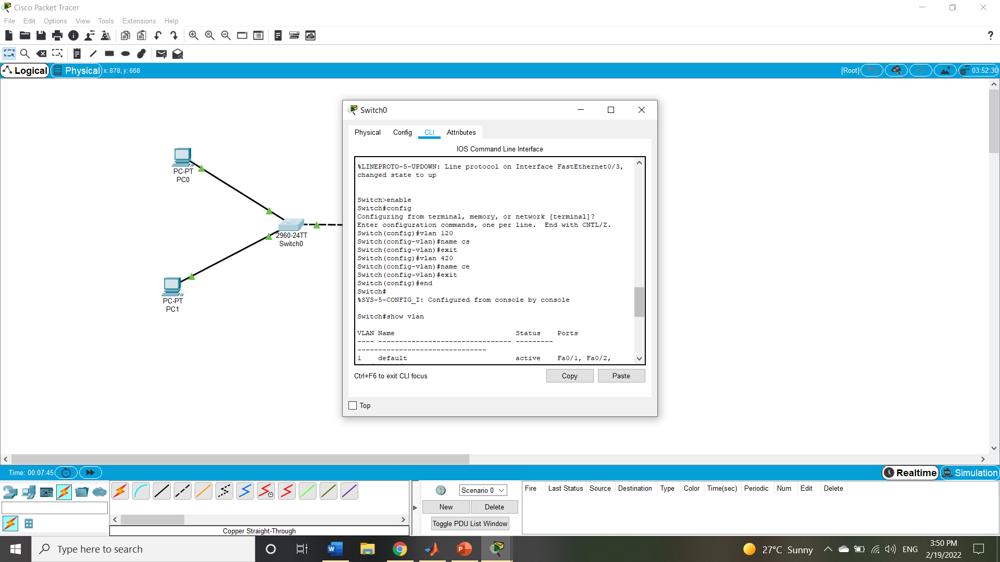 Cisco Packet Tracer
File Edit Options View Tools Extensions Help
?
Logical Physical x: 878, y: 668 [Root] 03:52:30
PC-PT
PC0
2960-24TT
Switch0
PC-PT
PC1
Switch0
Physical Config CLI Attributes
IOS Command Line Interface
%LINEPROTO-5-UPDOWN: Line protocol on Interface FastEthernet0/3,
changed state to up
Switch>enable
Switch#config
Configuring from terminal, memory, or network [terminal]?
Enter configuration commands, one per line.  End with CNTL/Z.
Switch(config)#vlan 120
Switch(config-vlan)#name cs
Switch(config-vlan)#exit
Switch(config)#vlan 420
Switch(config-vlan)#name ce
Switch(config-vlan)#exit
Switch(config)#end
Switch#
%SYS-5-CONFIG_I: Configured from console by console
Switch#show vlan
VLAN Name                             Status    Ports
---- -------------------------------- ---------
-------------------------------
1    default                          active    Fa0/1, Fa0/2,
Ctrl+F6 to exit CLI focus Copy Paste
Top
Time: 00:07:45 Realtime Simulation
Scenario 0
New Delete
Toggle PDU List Window
Fire Last Status Source Destination Type Color Time(sec) Periodic Num Edit Delete
Copper Straight-Through
Type here to search
27°C Sunny ENG
3:50 PM
2/19/2022